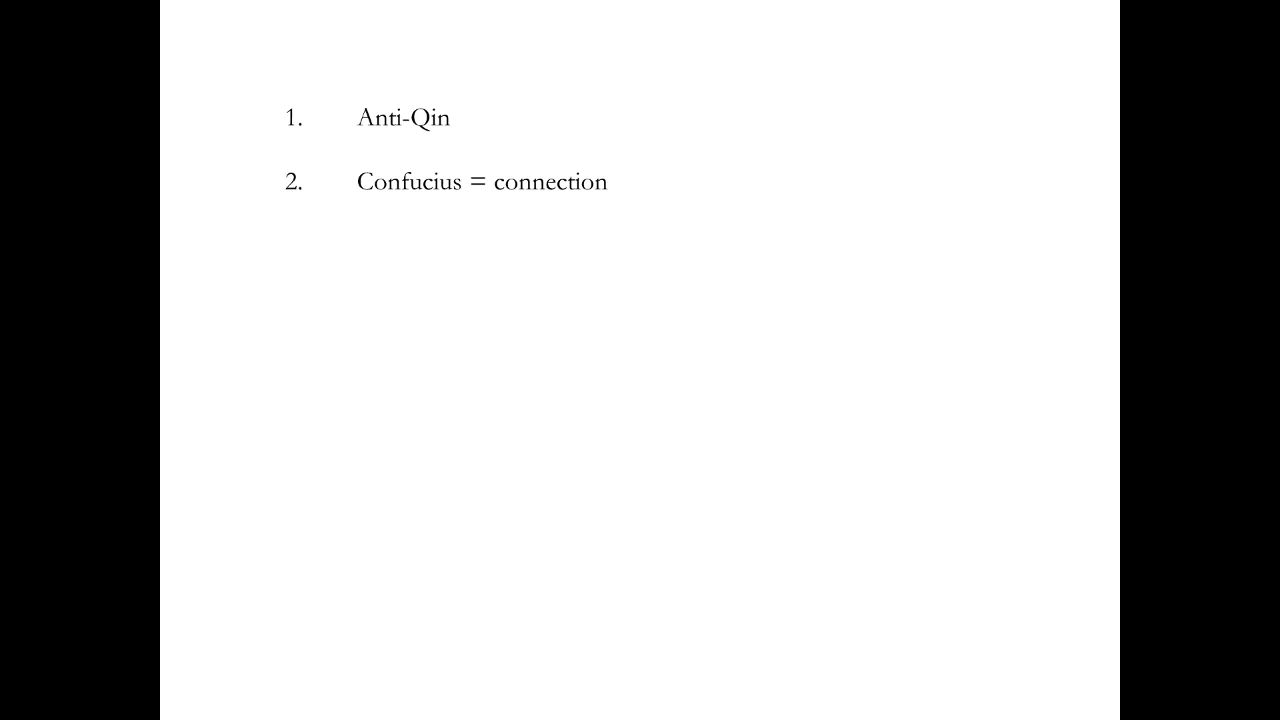 1. Anti-Qin
2. Confucius = connection